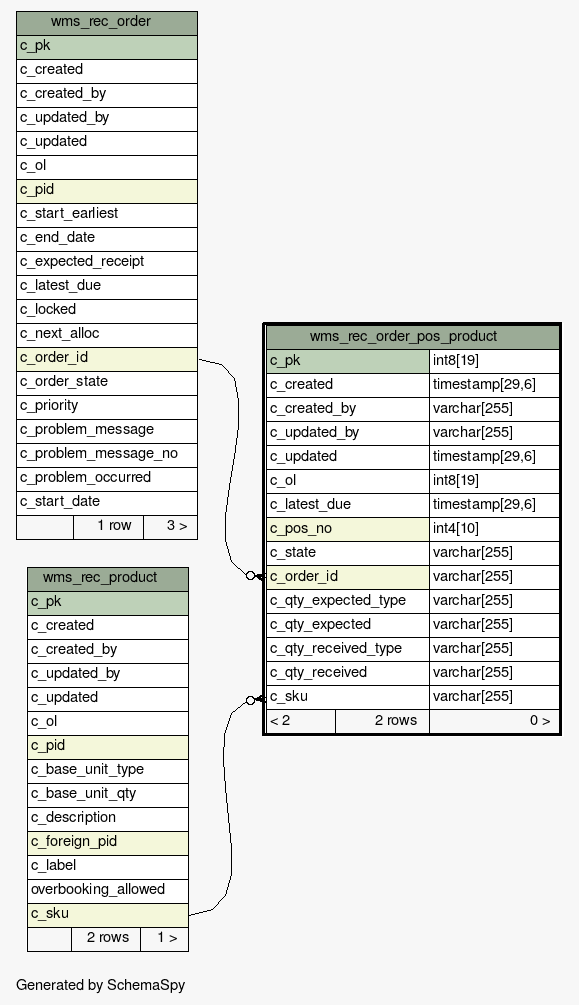 wms_rec_order
c_pk
c_created
c_created_by
c_updated_by
c_updated
c_ol
c_pid
c_start_earliest
c_end_date
c_expected_receipt
c_latest_due
c_locked
c_next_alloc
c_order_id
c_order_state
c_priority
c_problem_message
c_problem_message_no
c_problem_occurred
c_start_date
1 row 3 >
wms_rec_order_pos_product
c_pk int8[19]
c_created timestamp[29,6]
c_created_by varchar[255]
c_updated_by varchar[255]
c_updated timestamp[29,6]
c_ol int8[19]
c_latest_due timestamp[29,6]
c_pos_no int4[10]
c_state varchar[255]
c_order_id varchar[255]
c_qty_expected_type varchar[255]
c_qty_expected varchar[255]
c_qty_received_type varchar[255]
c_qty_received varchar[255]
c_sku varchar[255]
< 2 2 rows 0 >
wms_rec_product
c_pk
c_created
c_created_by
c_updated_by
c_updated
c_ol
c_pid
c_base_unit_type
c_base_unit_qty
c_description
c_foreign_pid
c_label
overbooking_allowed
c_sku
2 rows 1 >
Generated by SchemaSpy